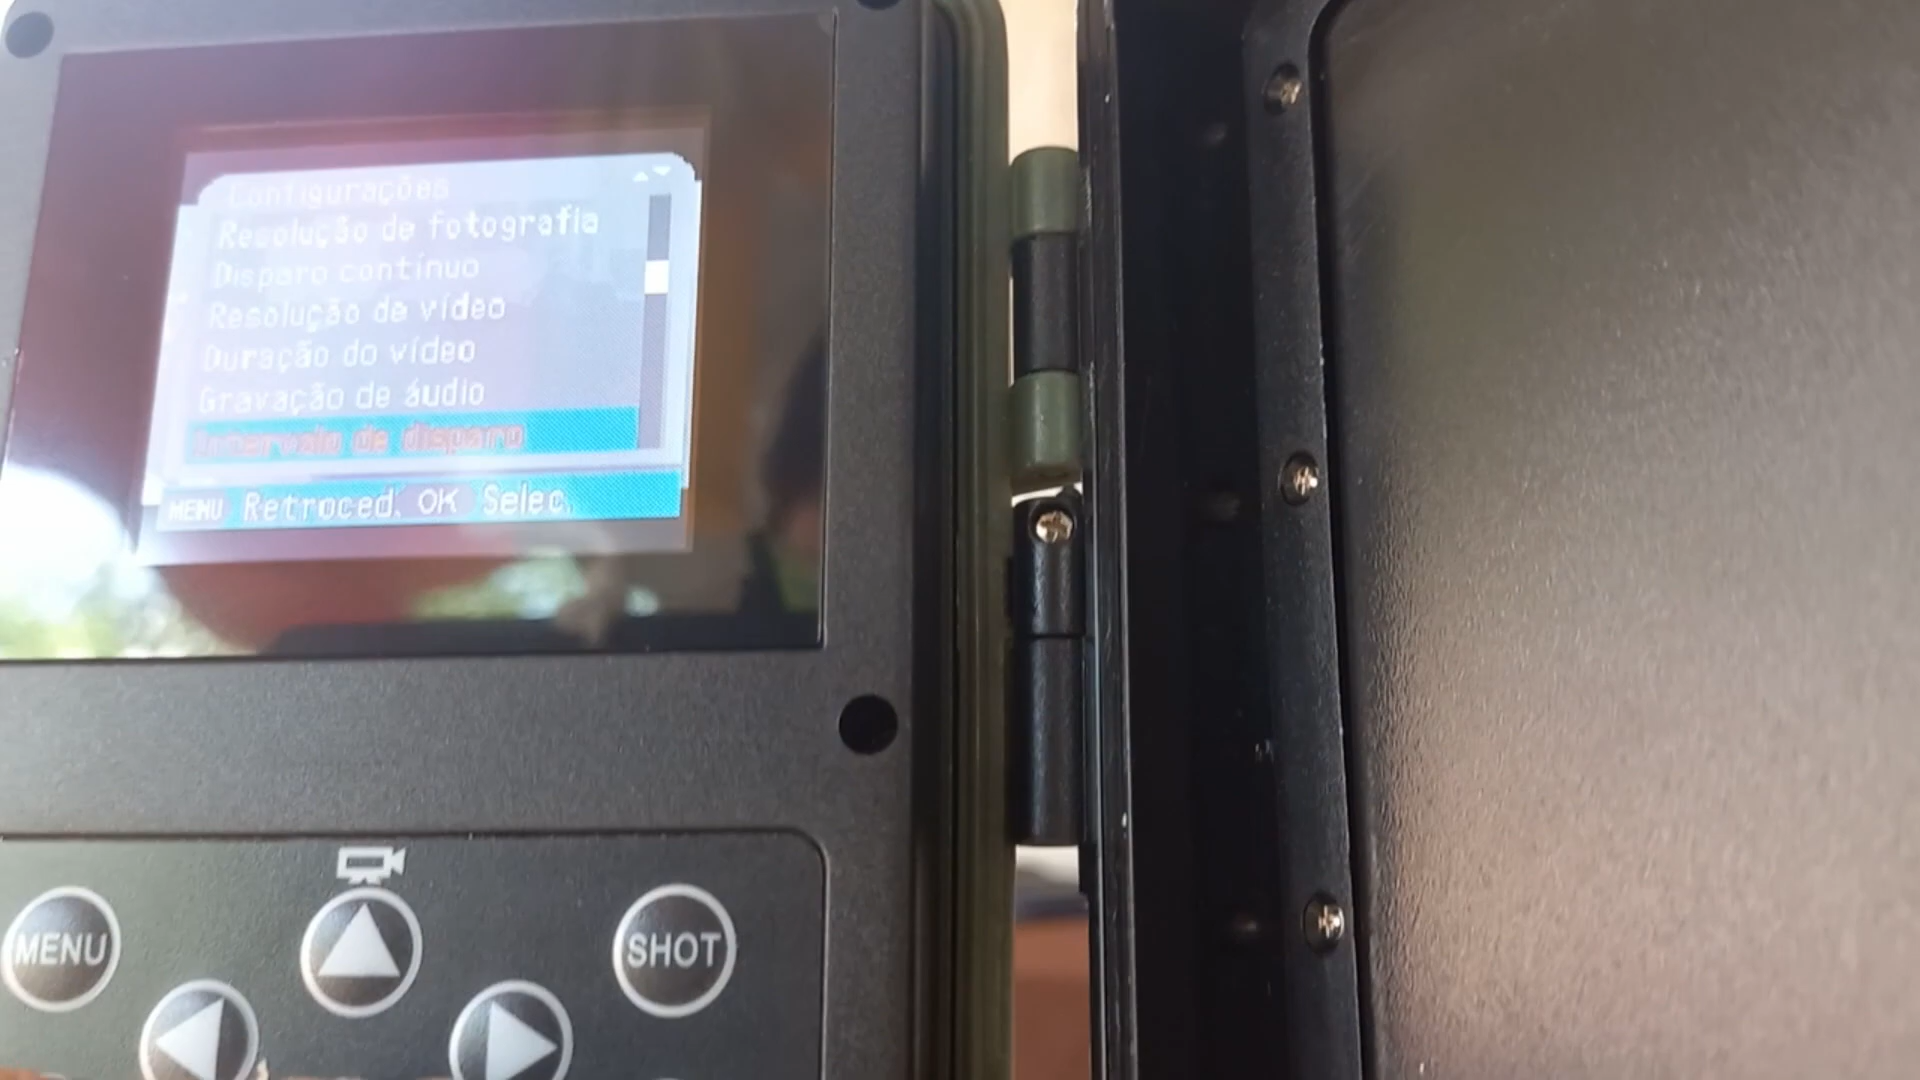 Configurações
Resolução de fotografia
Disparo contínuo
Resolução de vídeo
Duração do vídeo
Gravação de áudio
Intervalo de disparo
MENU Retroced. OK Selec.
MENU
SHOT